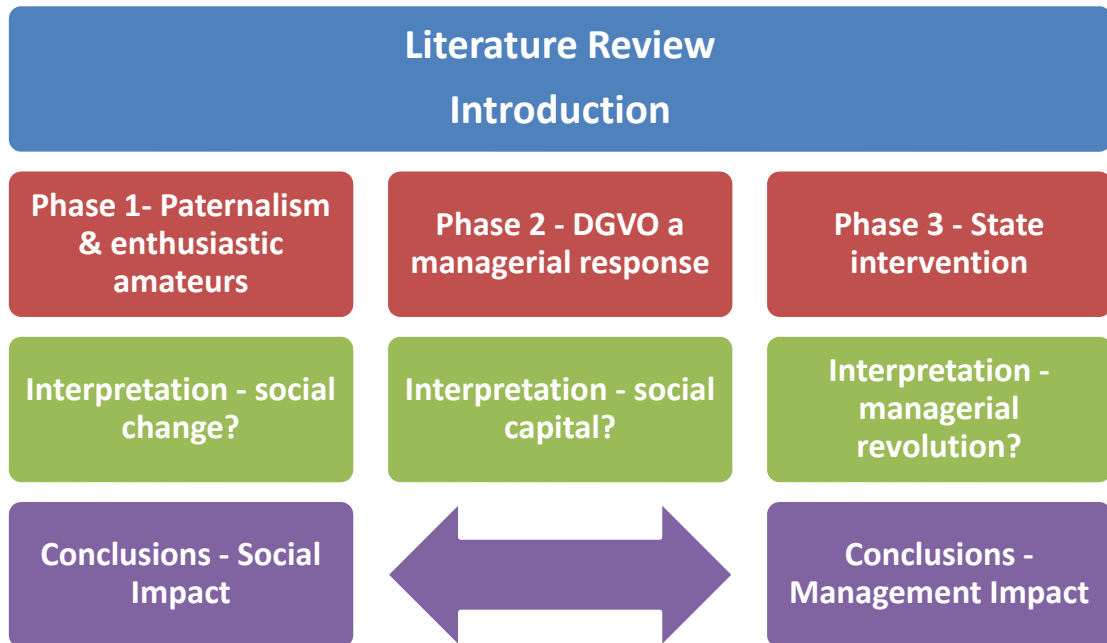 Literature Review
Introduction
Phase 1- Paternalism
& enthusiastic
amateurs
Phase 2 - DGVO a
managerial response
Phase 3 - State
intervention
Interpretation - social
change?
Interpretation - social
capital?
Interpretation -
managerial
revolution?
Conclusions - Social
Impact
Conclusions -
Management Impact